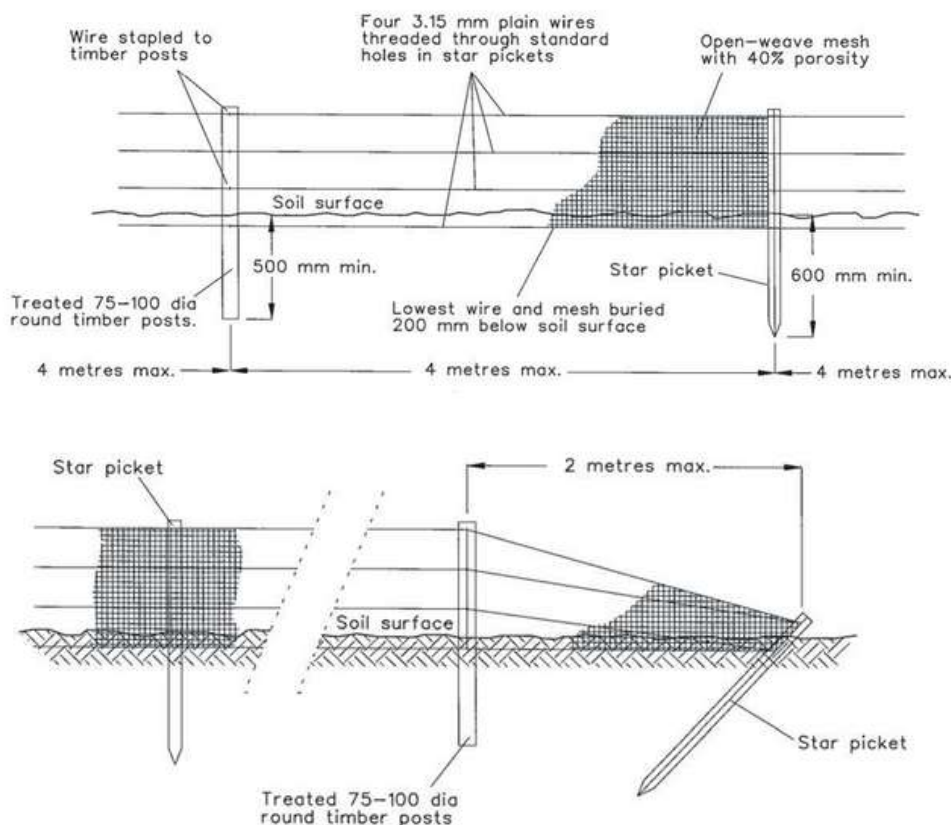 Wire stapled to
timber posts
Four 3.15 mm plain wires
threaded through standard
holes in star pickets
Open-weave mesh
with 40% porosity
Soil surface
500 mm min.
Star picket
600 mm min.
Treated 75-100 dia
round timber posts.
Lowest wire and mesh buried
200 mm below soil surface
4 metres max.
4 metres max.
4 metres max.
Star picket
2 metres max.
Soil surface
Star picket
Treated 75-100 dia
round timber posts